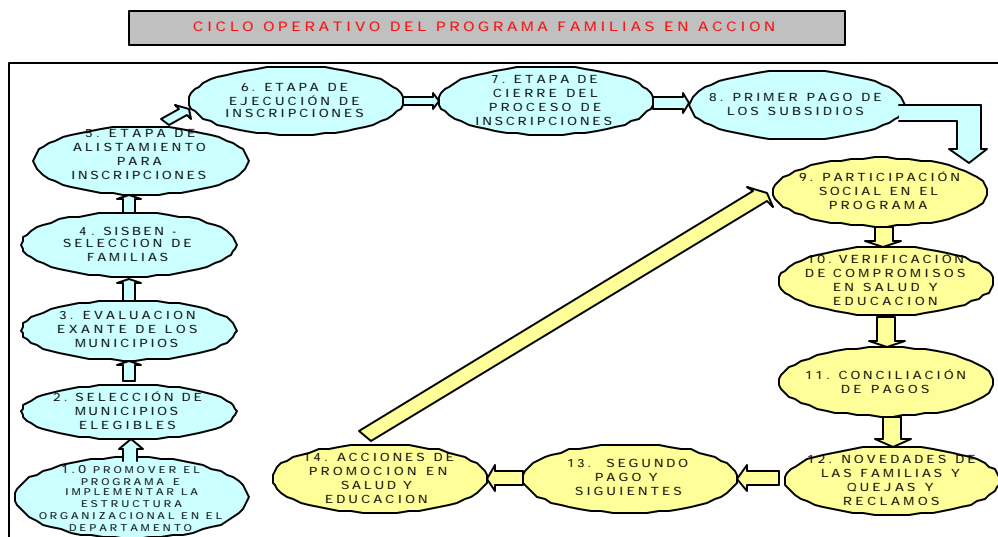 CICLO OPERATIVO DEL PROGRAMA FAMILIAS EN ACCION
1.0 PROMOVER EL
PROGRAMA E
IMPLEMENTAR LA
ESTRUCTURA
ORGANIZACIONAL EN EL
DEPARTAMENTO
2. SELECCIÓN DE
MUNICIPIOS
ELEGIBLES
3. EVALUACION
EXANTE DE LOS
MUNICIPIOS
4. SISBEN -
SELECCION DE
FAMILIAS
5. ETAPA DE
ALISTAMIENTO
PARA
INSCRIPCIONES
6. ETAPA DE
EJECUCIÓN DE
INSCRIPCIONES
7. ETAPA DE
CIERRE DEL
PROCESO DE
INSCRIPCIONES
8. PRIMER PAGO DE
LOS SUBSIDIOS
9. PARTICIPACIÓN
SOCIAL EN EL
PROGRAMA
10. VERIFICACIÓN
DE COMPROMISOS
EN SALUD Y
EDUCACION
11. CONCILIACIÓN
DE PAGOS
12. NOVEDADES DE
LAS FAMILIAS Y
QUEJAS Y
RECLAMOS
13. SEGUNDO
PAGO Y
SIGUIENTES
14. ACCIONES DE
PROMOCION EN
SALUD Y
EDUCACION